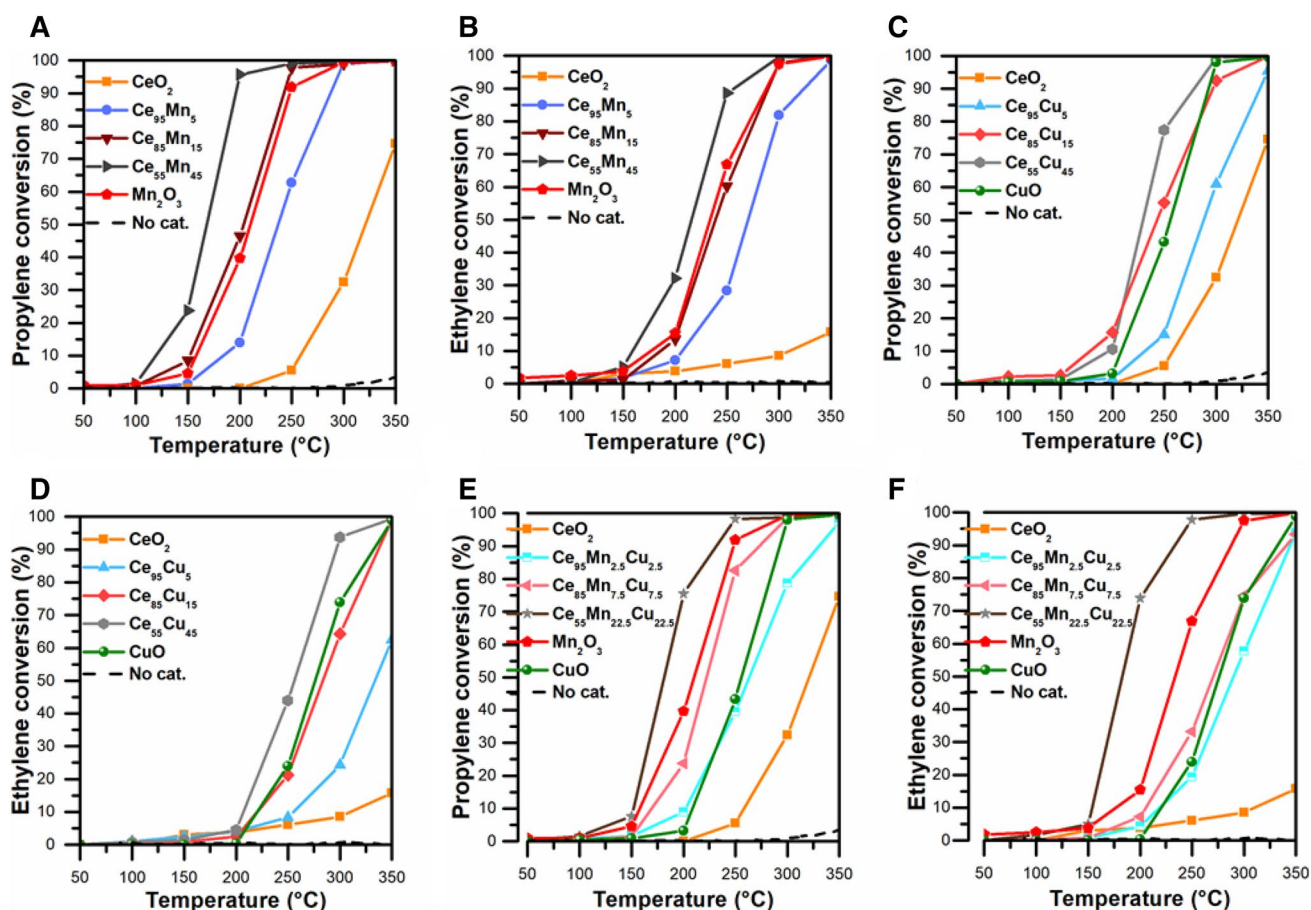 A
Propylene conversion (%)
100
90
80
70
60
50
40
30
20
10
0
CeO₂
Ce₉₅Mn₅
Ce₈₅Mn₁₅
Ce₅₅Mn₄₅
Mn₂O₃
No cat.
50 100 150 200 250 300 350
Temperature (°C)
B
Ethylene conversion (%)
100
90
80
70
60
50
40
30
20
10
0
CeO₂
Ce₉₅Mn₅
Ce₈₅Mn₁₅
Ce₅₅Mn₄₅
Mn₂O₃
No cat.
50 100 150 200 250 300 350
Temperature (°C)
C
Propylene conversion (%)
100
90
80
70
60
50
40
30
20
10
0
CeO₂
Ce₉₅Cu₅
Ce₈₅Cu₁₅
Ce₅₅Cu₄₅
CuO
No cat.
50 100 150 200 250 300 350
Temperature (°C)
D
Ethylene conversion (%)
100
90
80
70
60
50
40
30
20
10
0
CeO₂
Ce₉₅Cu₅
Ce₈₅Cu₁₅
Ce₅₅Cu₄₅
CuO
No cat.
50 100 150 200 250 300 350
Temperature (°C)
E
Propylene conversion (%)
100
90
80
70
60
50
40
30
20
10
0
CeO₂
Ce₉₅Mn₂.₅Cu₂.₅
Ce₈₅Mn₇.₅Cu₇.₅
Ce₅₅Mn₂₂.₅Cu₂₂.₅
Mn₂O₃
CuO
No cat.
50 100 150 200 250 300 350
Temperature (°C)
F
Ethylene conversion (%)
100
90
80
70
60
50
40
30
20
10
0
CeO₂
Ce₉₅Mn₂.₅Cu₂.₅
Ce₈₅Mn₇.₅Cu₇.₅
Ce₅₅Mn₂₂.₅Cu₂₂.₅
Mn₂O₃
CuO
No cat.
50 100 150 200 250 300 350
Temperature (°C)